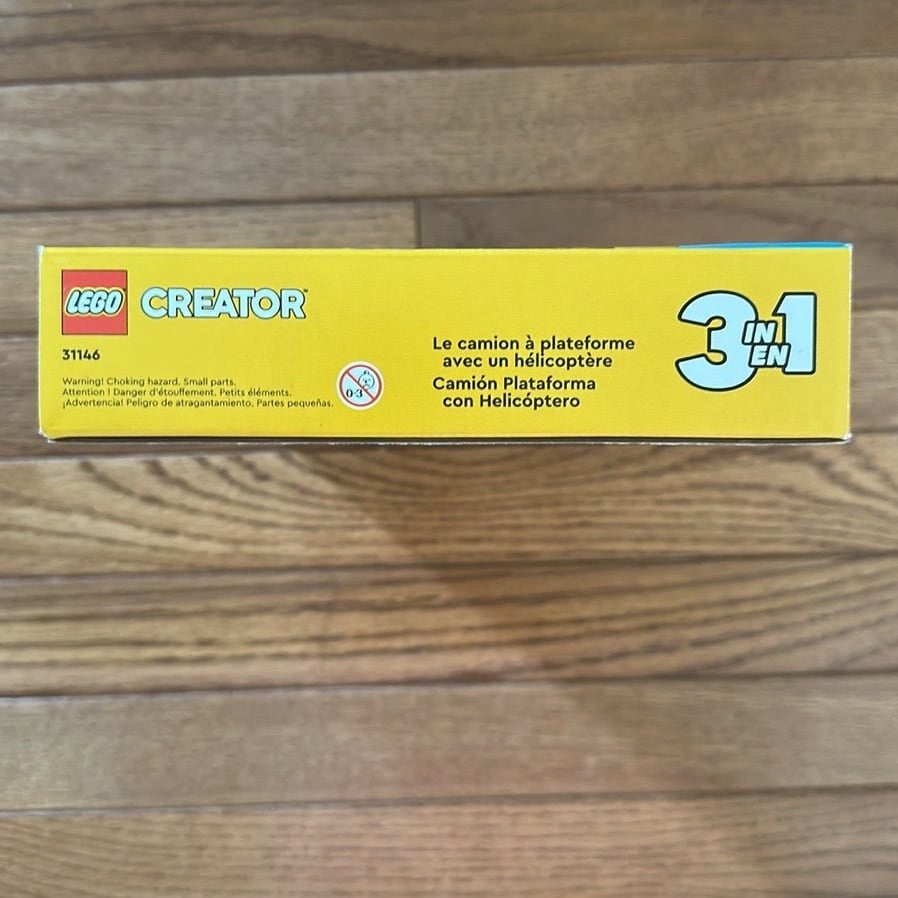 LEGO CREATOR™
31146
Warning! Choking hazard. Small parts.
Attention ! Danger d'étouffement. Petits éléments.
¡Advertencia! Peligro de atragantamiento. Partes pequeñas.
0-3
Le camion à plateforme
avec un hélicoptère
Camión Plataforma
con Helicóptero
3 IN 1
EN